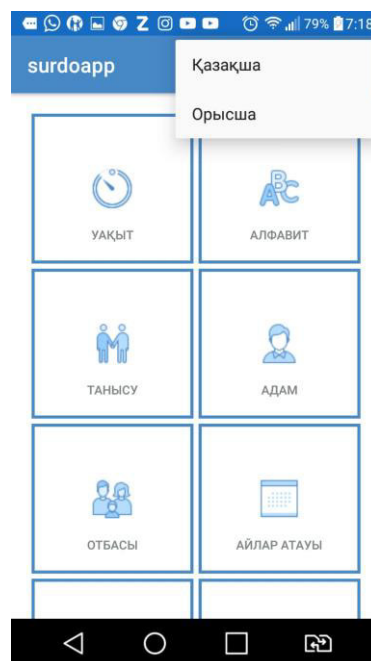 79% 7:18
surdoapp
Қазақша
Орысша
УАҚЫТ
АЛФАВИТ
ТАНЫСУ
АДАМ
ОТБАСЫ
АЙЛАР АТАУЫ